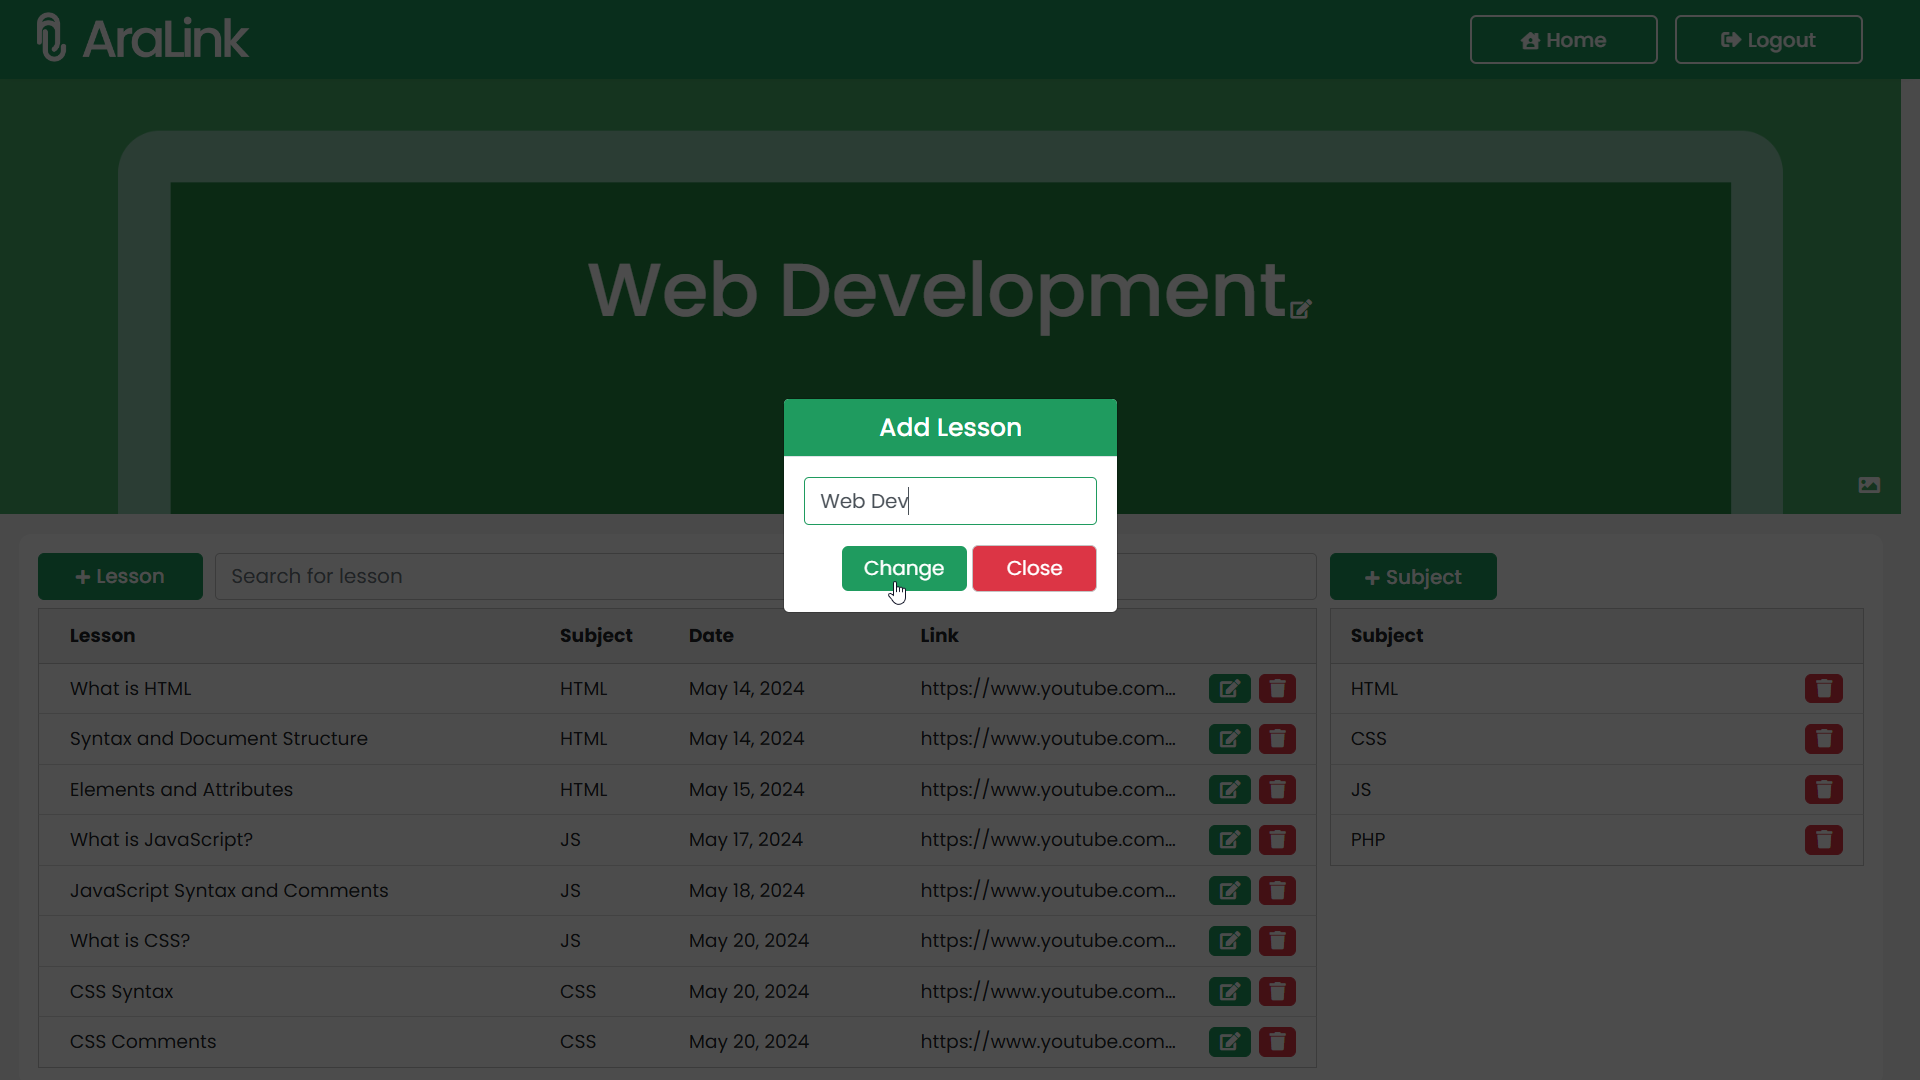 AraLink
Home
Logout
Web Development
Add Lesson
Web Dev
Change
Close
+ Lesson
Search for lesson
+ Subject
Lesson Subject Date Link
What is HTML HTML May 14, 2024 https://www.youtube.com...
Syntax and Document Structure HTML May 14, 2024 https://www.youtube.com...
Elements and Attributes HTML May 15, 2024 https://www.youtube.com...
What is JavaScript? JS May 17, 2024 https://www.youtube.com...
JavaScript Syntax and Comments JS May 18, 2024 https://www.youtube.com...
What is CSS? JS May 20, 2024 https://www.youtube.com...
CSS Syntax CSS May 20, 2024 https://www.youtube.com...
CSS Comments CSS May 20, 2024 https://www.youtube.com...
Subject
HTML
CSS
JS
PHP